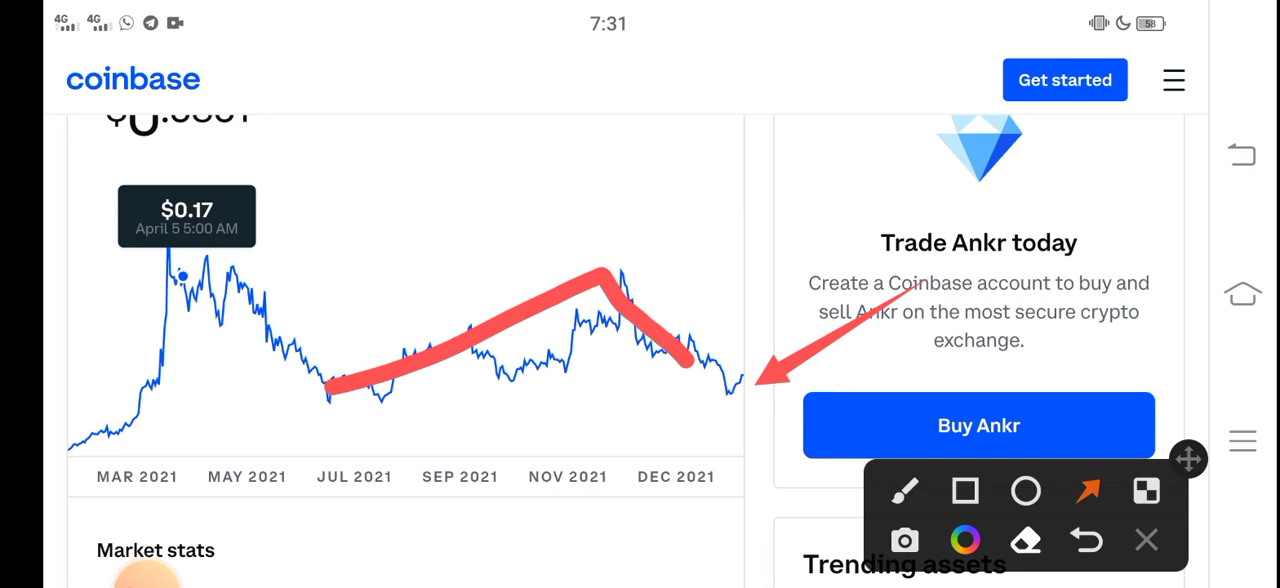 4G 4G 7:31 58
coinbase
Get started
$0.17
April 5 5:00 AM
MAR 2021 MAY 2021 JUL 2021 SEP 2021 NOV 2021 DEC 2021
Market stats
Trade Ankr today
Create a Coinbase account to buy and
sell Ankr on the most secure crypto
exchange.
Buy Ankr
Trending assets